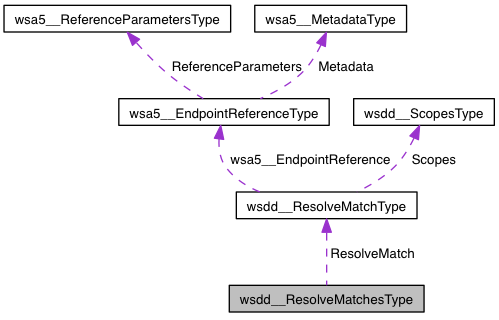 wsa5__ReferenceParametersType
wsa5__MetadataType
ReferenceParameters
Metadata
wsa5__EndpointReferenceType
wsdd__ScopesType
wsa5__EndpointReference
Scopes
wsdd__ResolveMatchType
ResolveMatch
wsdd__ResolveMatchesType